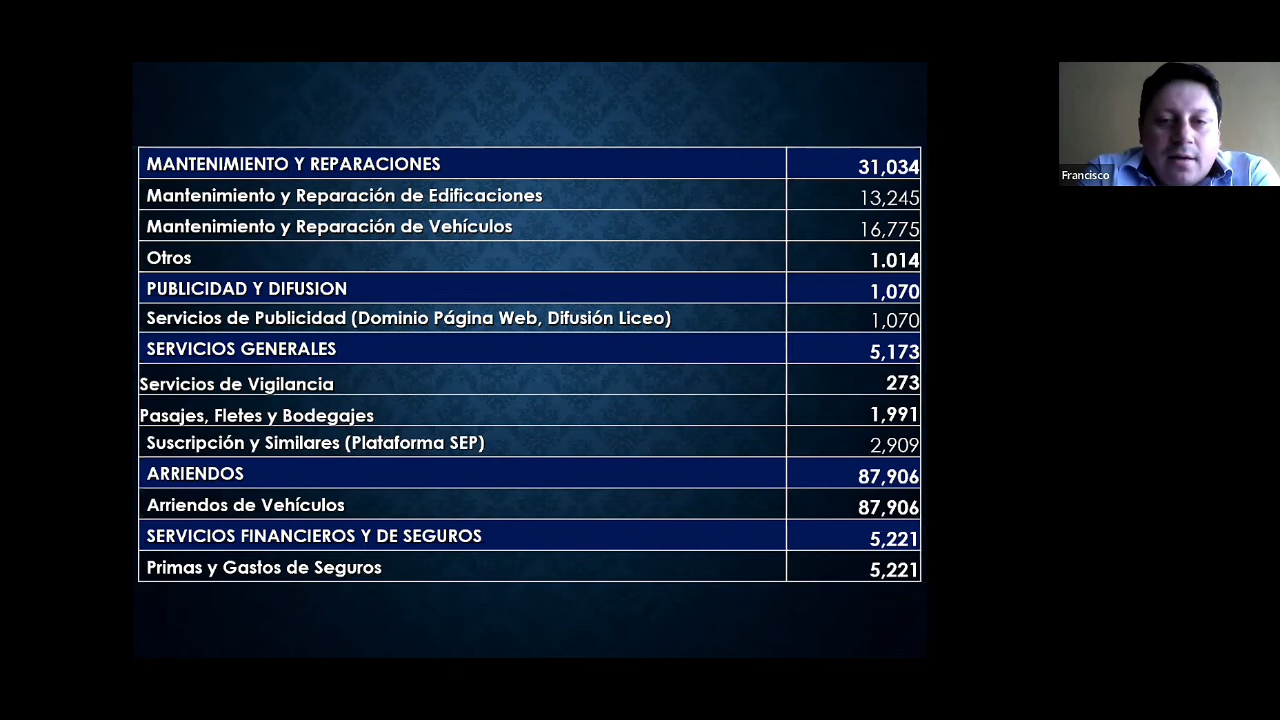 MANTENIMIENTO Y REPARACIONES 31,034
Mantenimiento y Reparación de Edificaciones 13,245
Mantenimiento y Reparación de Vehículos 16,775
Otros 1.014
PUBLICIDAD Y DIFUSION 1,070
Servicios de Publicidad (Dominio Página Web, Difusión Liceo) 1,070
SERVICIOS GENERALES 5,173
Servicios de Vigilancia 273
Pasajes, Fletes y Bodegajes 1,991
Suscripción y Similares (Plataforma SEP) 2,909
ARRIENDOS 87,906
Arriendos de Vehículos 87,906
SERVICIOS FINANCIEROS Y DE SEGUROS 5,221
Primas y Gastos de Seguros 5,221
Francisco